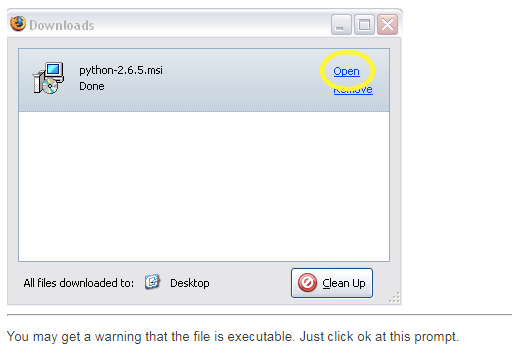 Downloads
python-2.6.5.msi
Open
Done
Remove
All files downloaded to: Desktop
Clean Up
You may get a warning that the file is executable. Just click ok at this prompt.